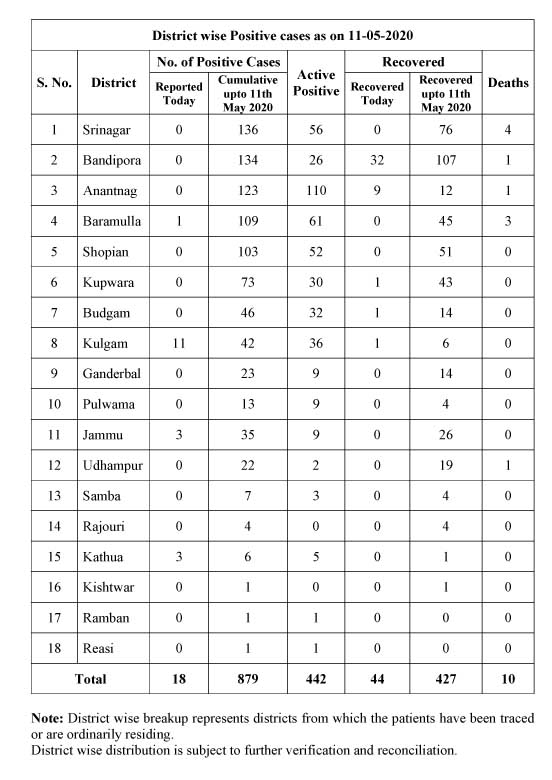 District wise Positive cases as on 11-05-2020
S. No. District No. of Positive Cases Active Positive Recovered Deaths
Reported Today Cumulative upto 11th May 2020 Recovered Today Recovered upto 11th May 2020
1 Srinagar 0 136 56 0 76 4
2 Bandipora 0 134 26 32 107 1
3 Anantnag 0 123 110 9 12 1
4 Baramulla 1 109 61 0 45 3
5 Shopian 0 103 52 0 51 0
6 Kupwara 0 73 30 1 43 0
7 Budgam 0 46 32 1 14 0
8 Kulgam 11 42 36 1 6 0
9 Ganderbal 0 23 9 0 14 0
10 Pulwama 0 13 9 0 4 0
11 Jammu 3 35 9 0 26 0
12 Udhampur 0 22 2 0 19 1
13 Samba 0 7 3 0 4 0
14 Rajouri 0 4 0 0 4 0
15 Kathua 3 6 5 0 1 0
16 Kishtwar 0 1 0 0 1 0
17 Ramban 0 1 1 0 0 0
18 Reasi 0 1 1 0 0 0
Total 18 879 442 44 427 10
Note: District wise breakup represents districts from which the patients have been traced
or are ordinarily residing.
District wise distribution is subject to further verification and reconciliation.